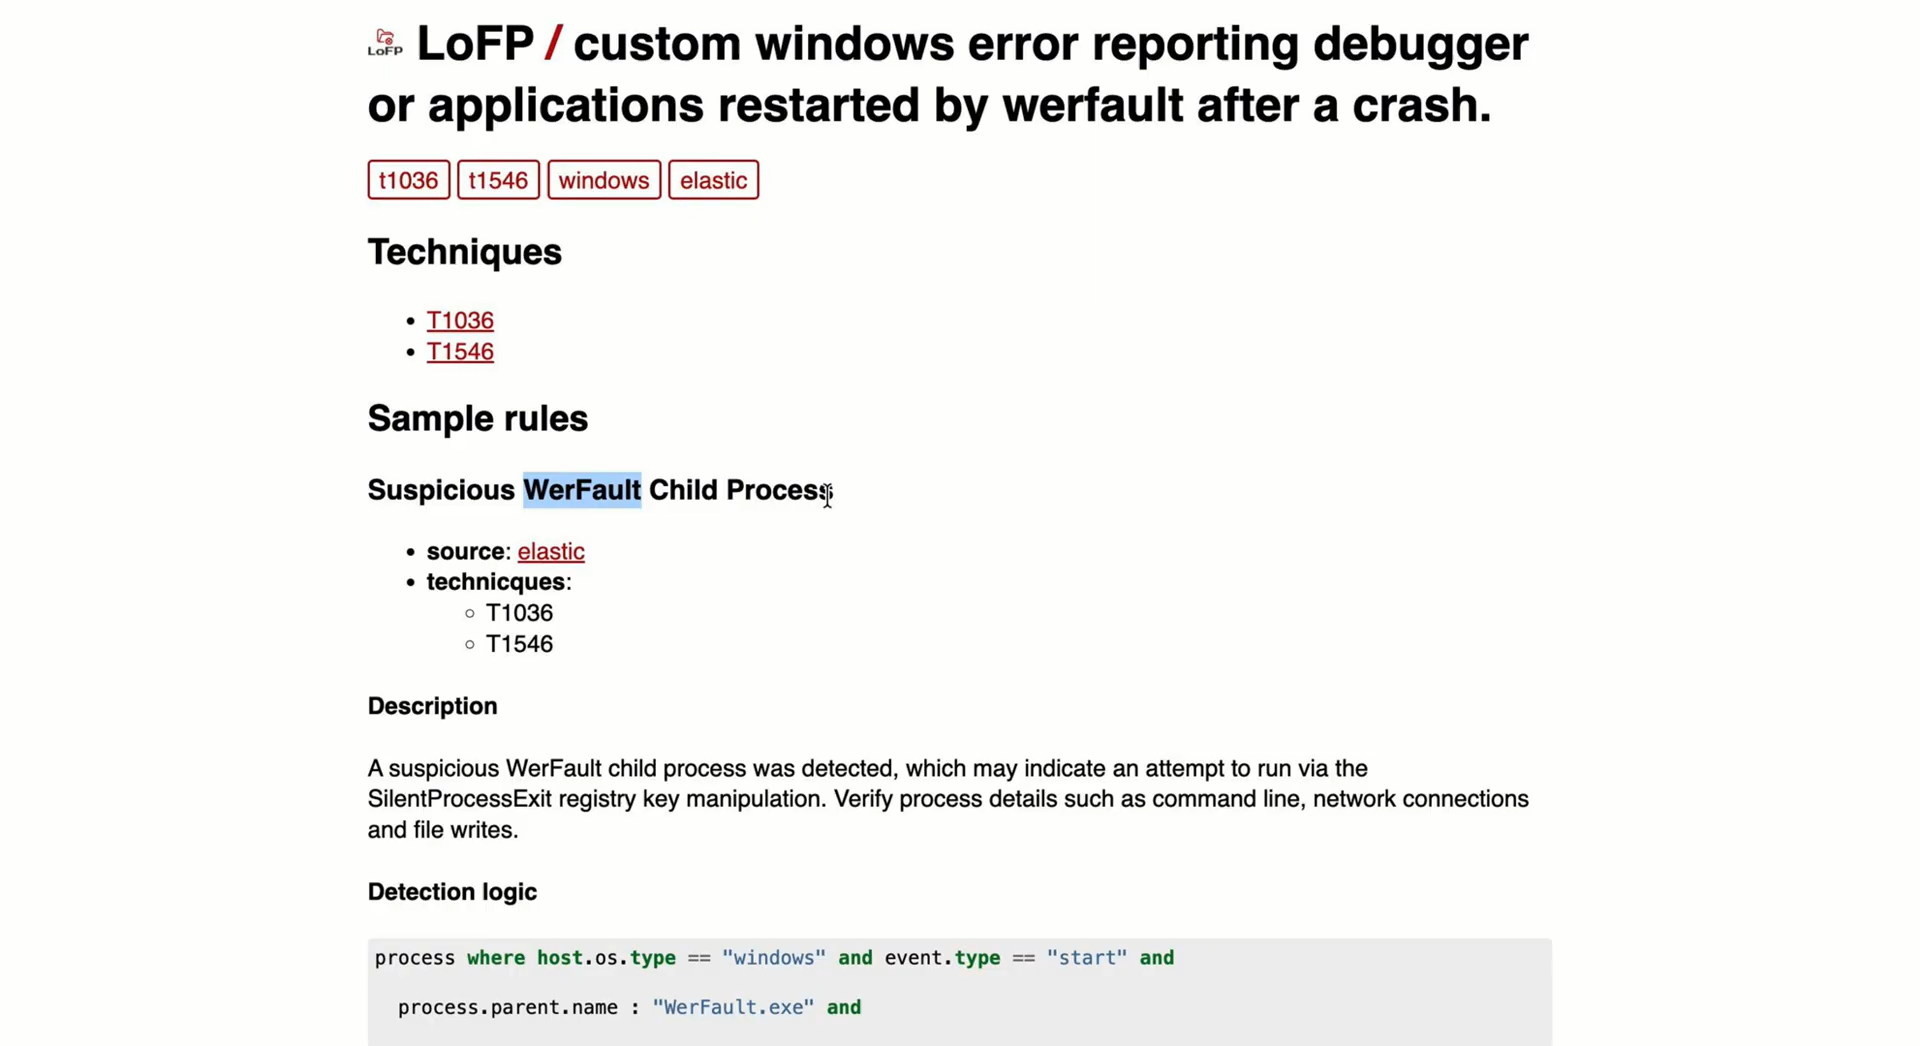 LoFP
LoFP / custom windows error reporting debugger
or applications restarted by werfault after a crash.
t1036 t1546 windows elastic
Techniques
• T1036
• T1546
Sample rules
Suspicious WerFault Child Process
• source: elastic
• technicques:
○ T1036
○ T1546
Description
A suspicious WerFault child process was detected, which may indicate an attempt to run via the
SilentProcessExit registry key manipulation. Verify process details such as command line, network connections
and file writes.
Detection logic
process where host.os.type == "windows" and event.type == "start" and
process.parent.name : "WerFault.exe" and